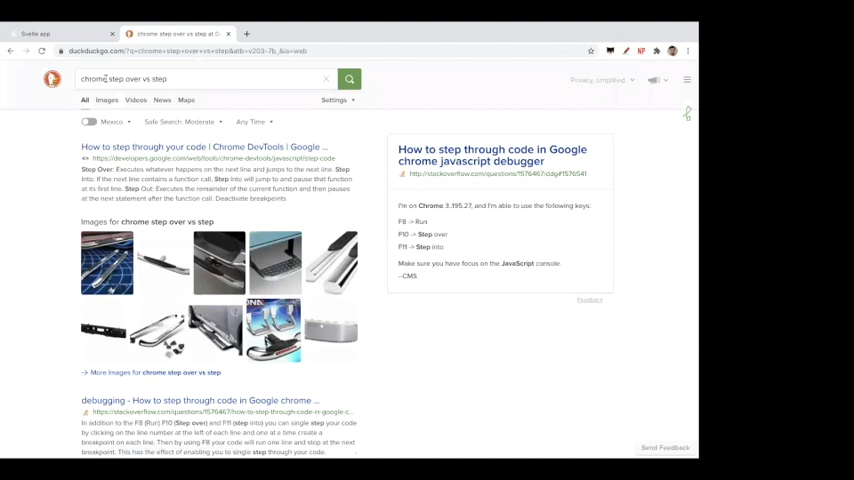 Svelte app
chrome step over vs step at D
duckduckgo.com/?q=chrome+step+over+vs+step&atb=v203-7b_&ia=web
NP
chrome step over vs step
Privacy, simplified.
All Images Videos News Maps Settings
Mexico Safe Search: Moderate Any Time
How to step through your code | Chrome DevTools | Google ...
https://developers.google.com/web/tools/chrome-devtools/javascript/step-code
Step Over: Executes whatever happens on the next line and jumps to the next line. Step
Into: If the next line contains a function call, Step Into will jump to and pause that function
at its first line. Step Out: Executes the remainder of the current function and then pauses
at the next statement after the function call. Deactivate breakpoints
Images for chrome step over vs step
More Images for chrome step over vs step
debugging - How to step through code in Google chrome ...
https://stackoverflow.com/questions/1576467/how-to-step-through-code-in-google-c...
In addition to the F8 (Run) F10 (Step over) and F11 (step into) you can single step your code
by clicking on the line number at the left of each line and one at a time create a
breakpoint on each line. Then by using F8 your code will run one line and stop at the next
breakpoint. This has the effect of enabling you to single step through your code.
How to step through code in Google
chrome javascript debugger
http://stackoverflow.com/questions/1576467/ddg#1576541
I'm on Chrome 3.195.27, and I'm able to use the following keys:
F8 -> Run
F10 -> Step over
F11 -> Step into
Make sure you have focus on the JavaScript console.
--CMS
Feedback
Send Feedback